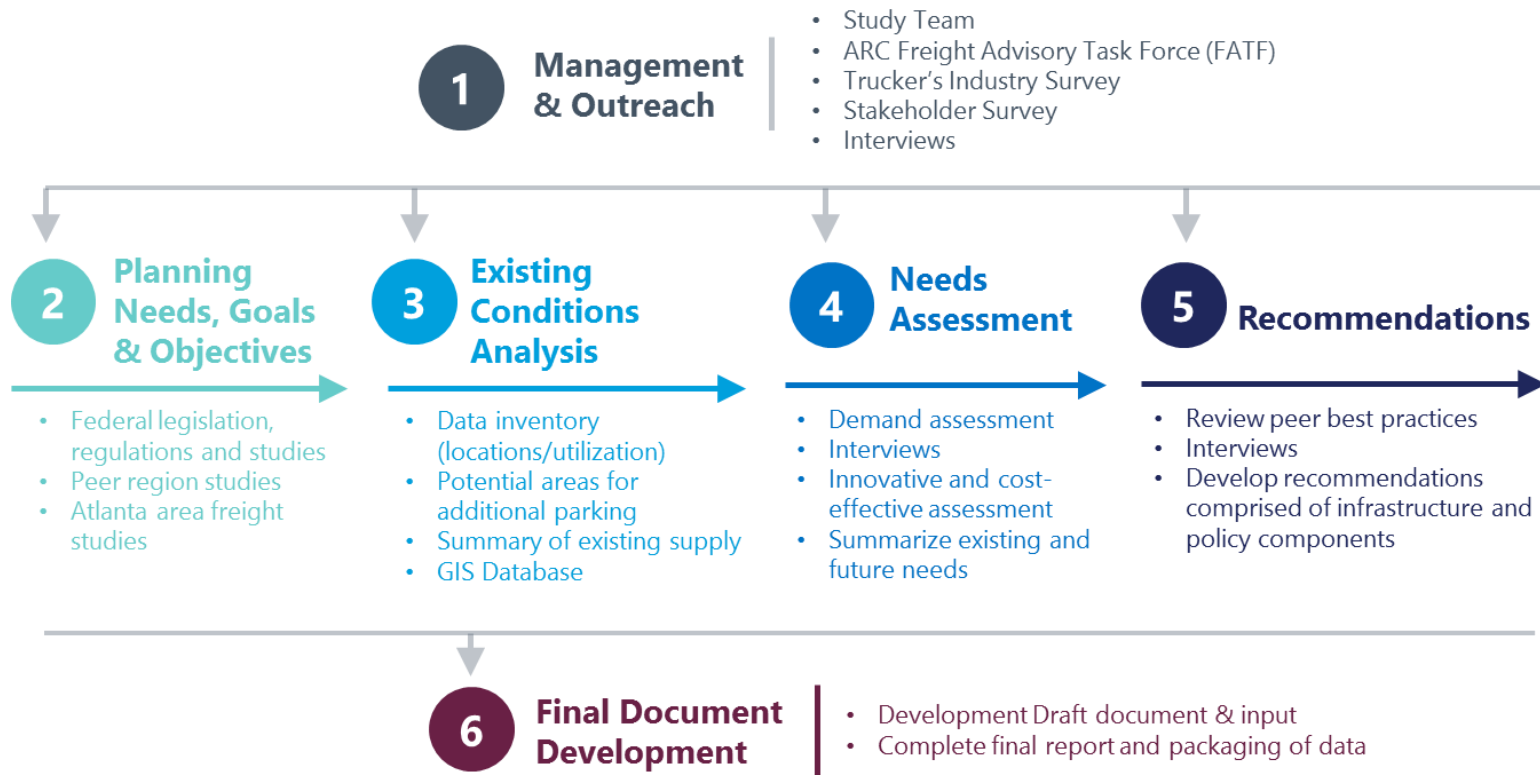 1
Management
& Outreach
• Study Team
• ARC Freight Advisory Task Force (FATF)
• Trucker's Industry Survey
• Stakeholder Survey
• Interviews
2
Planning
Needs, Goals
& Objectives
• Federal legislation,
regulations and studies
• Peer region studies
• Atlanta area freight
studies
3
Existing
Conditions
Analysis
• Data inventory
(locations/utilization)
• Potential areas for
additional parking
• Summary of existing supply
• GIS Database
4
Needs
Assessment
• Demand assessment
• Interviews
• Innovative and cost-
effective assessment
• Summarize existing and
future needs
5
Recommendations
• Review peer best practices
• Interviews
• Develop recommendations
comprised of infrastructure and
policy components
6
Final Document
Development
• Development Draft document & input
• Complete final report and packaging of data